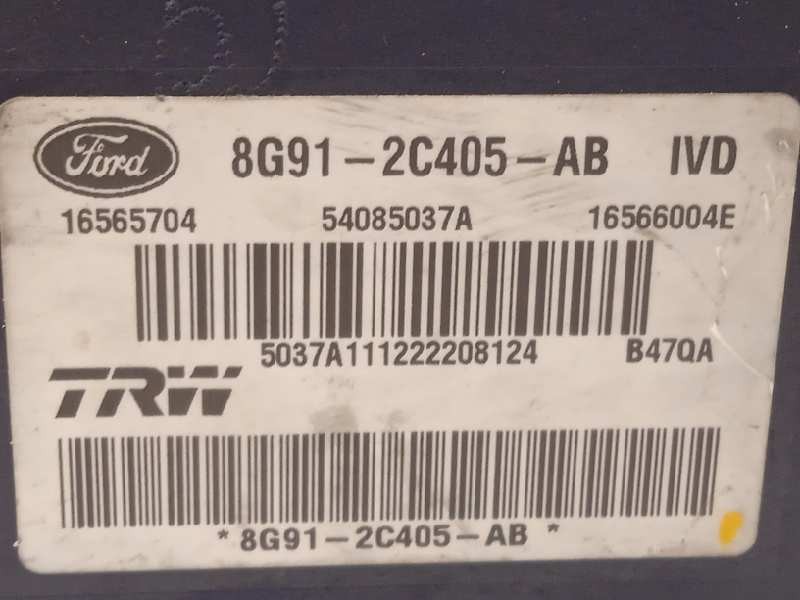 Ford 8G91-2C405-AB IVD
16565704 54085037A 16566004E
5037A111222208124 B47QA
TRW
*8G91-2C405-AB*